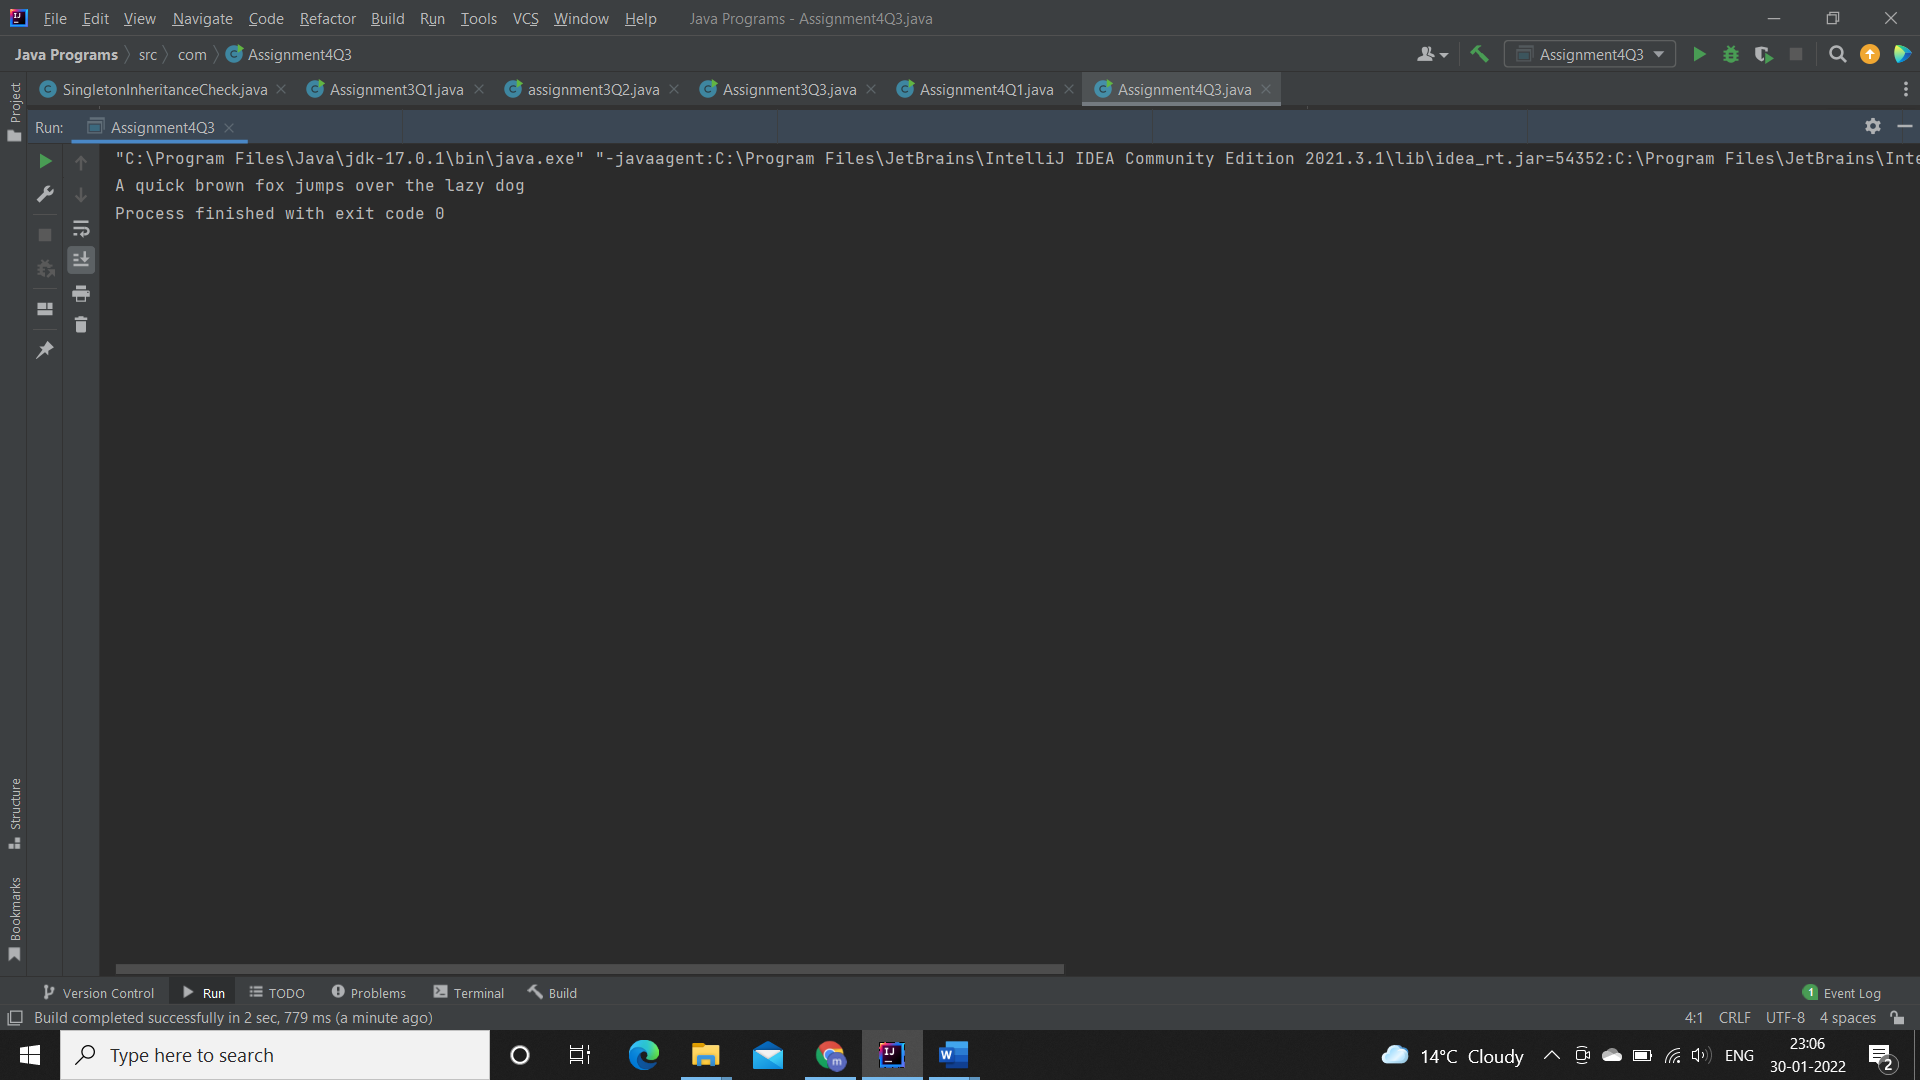 File Edit View Navigate Code Refactor Build Run Tools VCS Window Help Java Programs - Assignment4Q3.java
Java Programs src com Assignment4Q3 Assignment4Q3
Project
SingletonInheritanceCheck.java Assignment3Q1.java assignment3Q2.java Assignment3Q3.java Assignment4Q1.java Assignment4Q3.java
Run: Assignment4Q3
"C:\Program Files\Java\jdk-17.0.1\bin\java.exe" "-javaagent:C:\Program Files\JetBrains\IntelliJ IDEA Community Edition 2021.3.1\lib\idea_rt.jar=54352:C:\Program Files\JetBrains\Inte
A quick brown fox jumps over the lazy dog
Process finished with exit code 0
Structure
Bookmarks
Version Control Run TODO Problems Terminal Build 1 Event Log
Build completed successfully in 2 sec, 779 ms (a minute ago) 4:1 CRLF UTF-8 4 spaces
Type here to search 14°C Cloudy ENG 23:06
30-01-2022 2